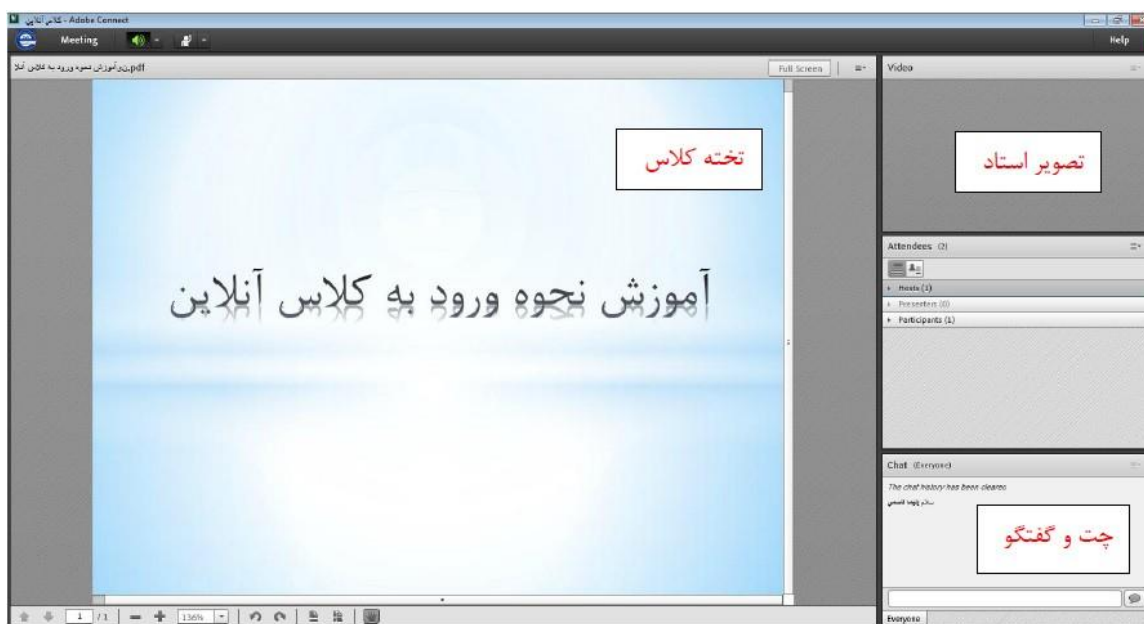 کلاس آنلاین - Adobe Connect
Meeting
Help
آموزش نحوه ورود به کلاس آنلا...ن.pdf
Full Screen
Video
تخته کلاس
تصویر استاد
آموزش نحوه ورود به کلاس آنلاین
Attendees (2)
Hosts (1)
Presenters (0)
Participants (1)
Chat (Everyone)
The chat history has been cleared
سلام
چت و گفتگو
1 / 1
136%
Everyone